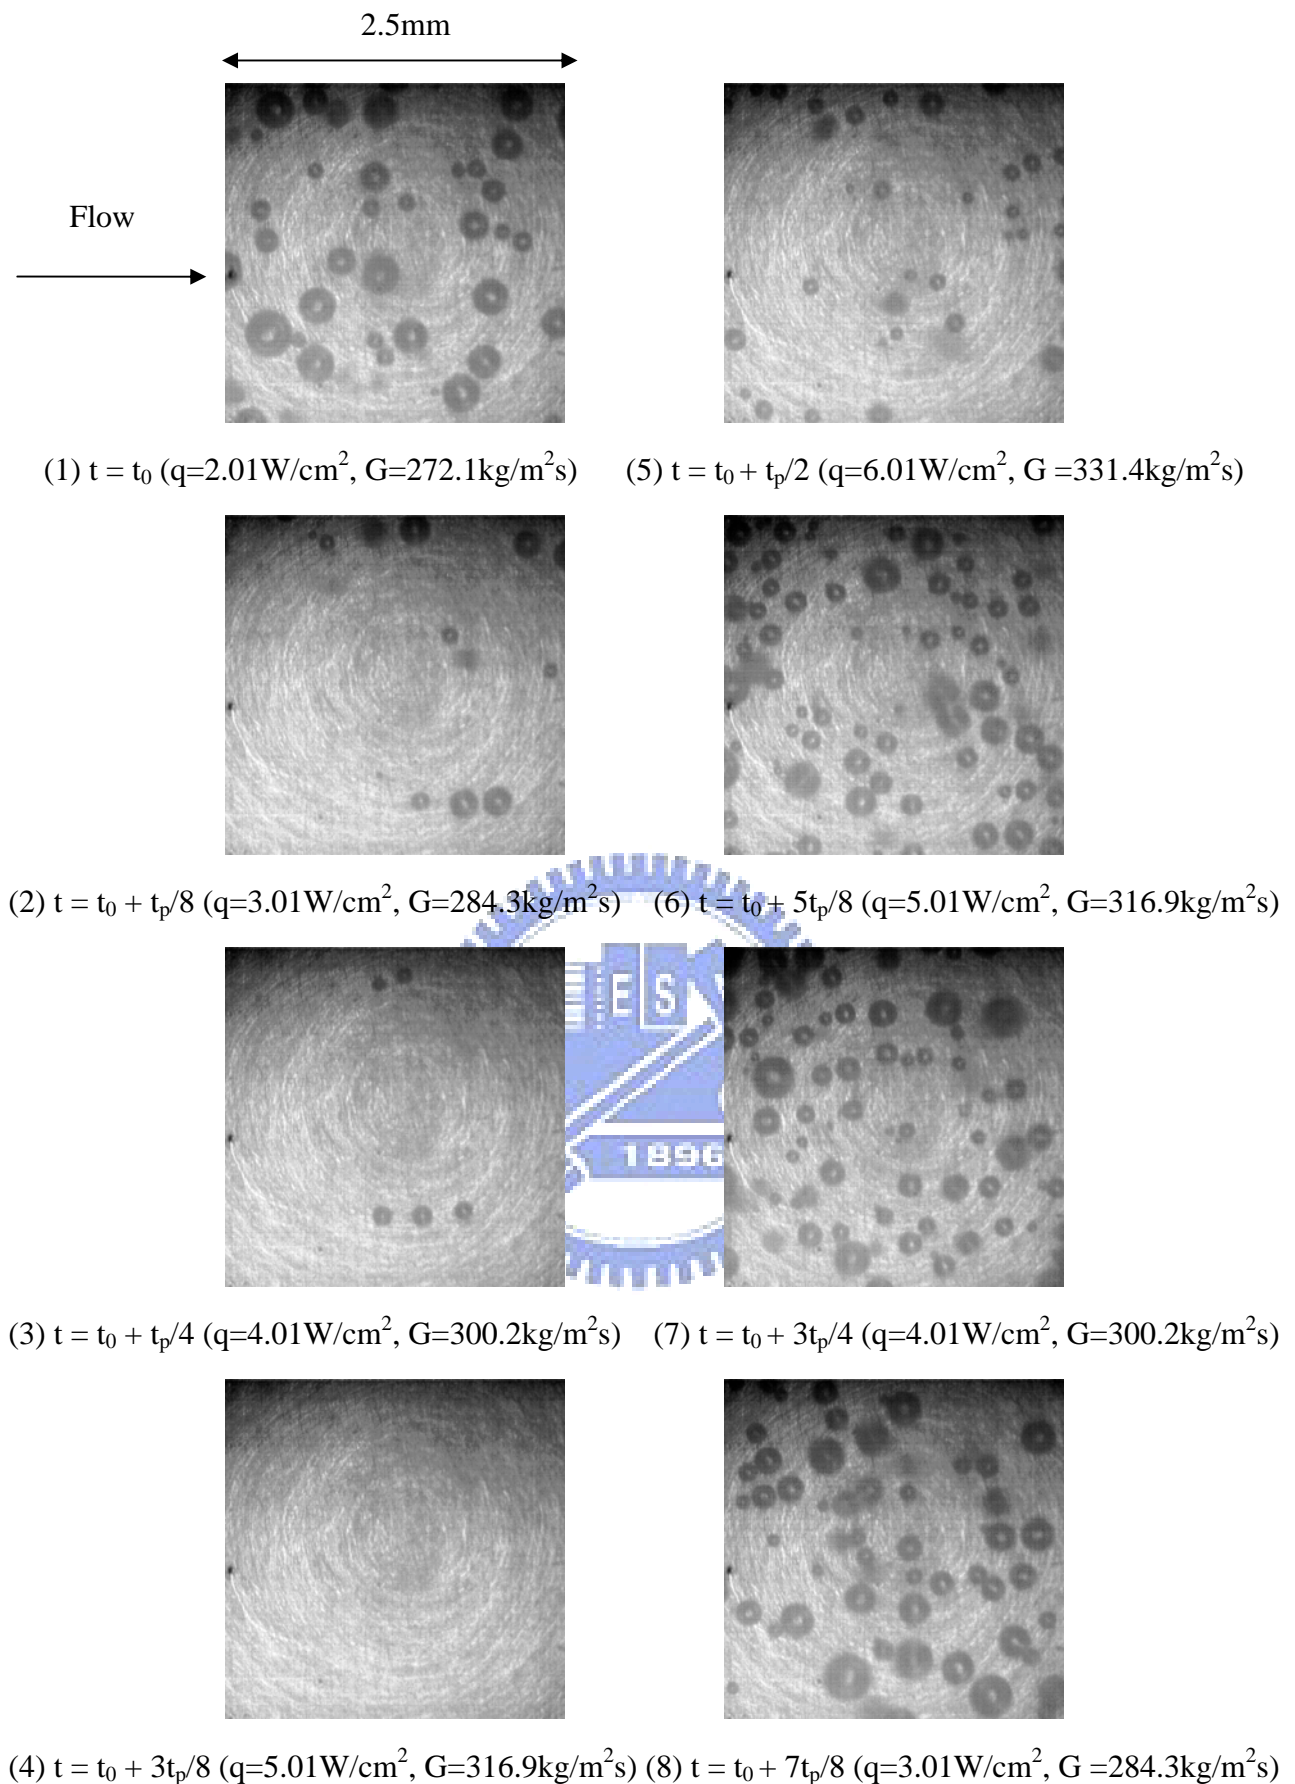 2.5mm
Flow
(1) t = t₀ (q=2.01W/cm², G=272.1kg/m²s)
(5) t = t₀ + tₚ/2 (q=6.01W/cm², G =331.4kg/m²s)
(2) t = t₀ + tₚ/8 (q=3.01W/cm², G=284.3kg/m²s)
(6) t = t₀ + 5tₚ/8 (q=5.01W/cm², G=316.9kg/m²s)
E S
1896
(3) t = t₀ + tₚ/4 (q=4.01W/cm², G=300.2kg/m²s)
(7) t = t₀ + 3tₚ/4 (q=4.01W/cm², G=300.2kg/m²s)
(4) t = t₀ + 3tₚ/8 (q=5.01W/cm², G=316.9kg/m²s)
(8) t = t₀ + 7tₚ/8 (q=3.01W/cm², G =284.3kg/m²s)